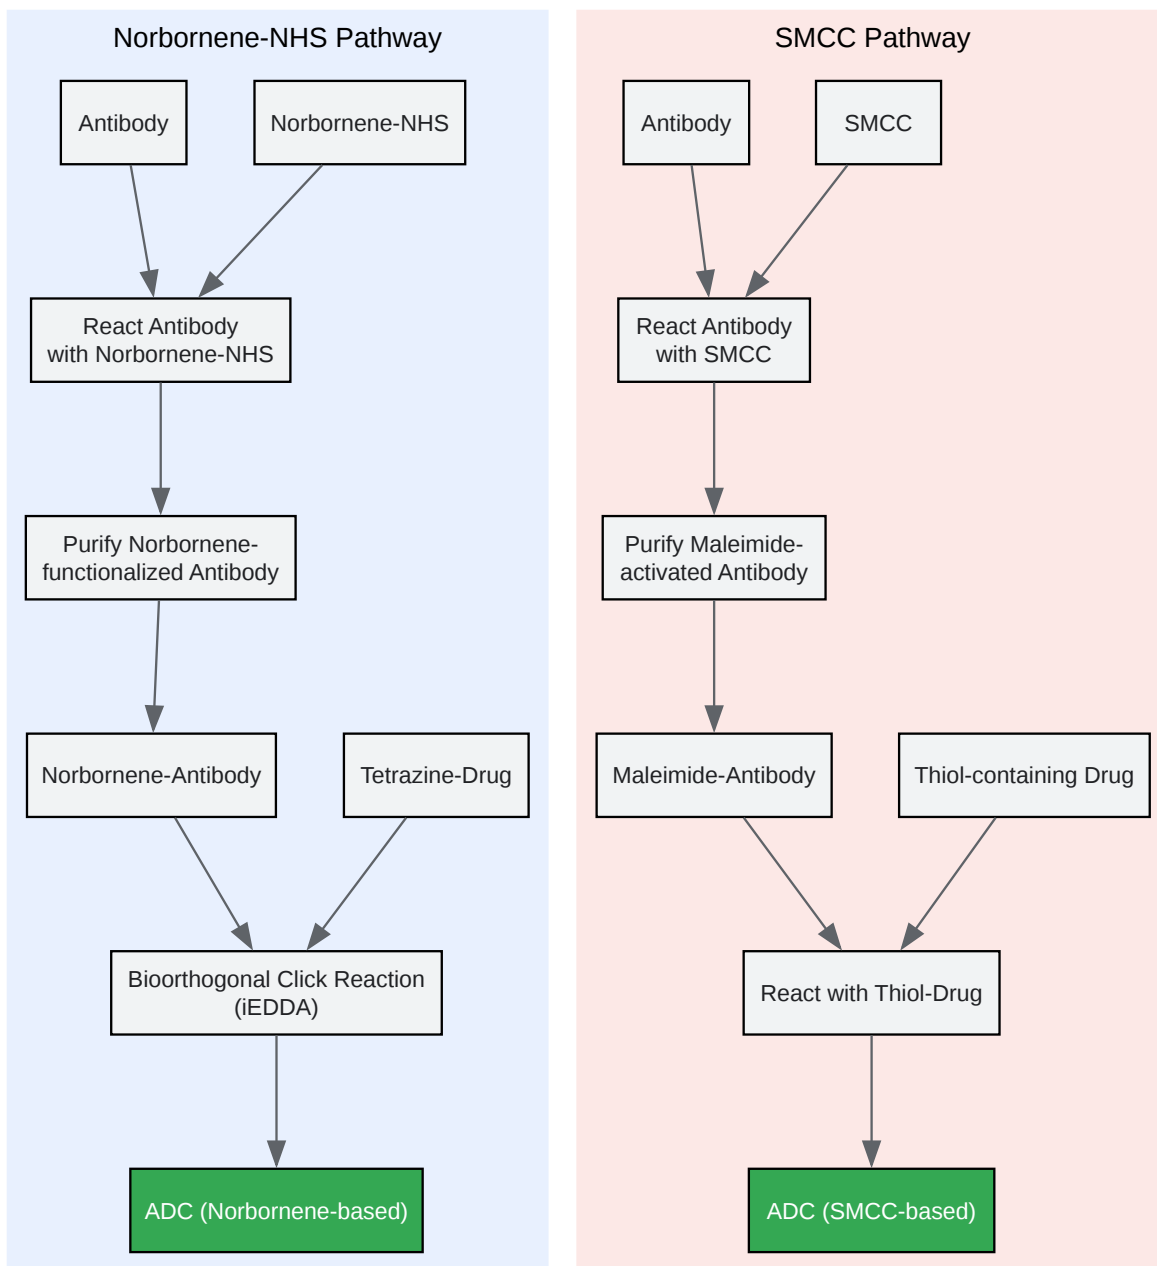 Norbornene-NHS Pathway
Antibody
Norbornene-NHS
React Antibody
with Norbornene-NHS
Purify Norbornene-
functionalized Antibody
Norbornene-Antibody
Tetrazine-Drug
Bioorthogonal Click Reaction
(iEDDA)
ADC (Norbornene-based)
SMCC Pathway
Antibody
SMCC
React Antibody
with SMCC
Purify Maleimide-
activated Antibody
Maleimide-Antibody
Thiol-containing Drug
React with Thiol-Drug
ADC (SMCC-based)